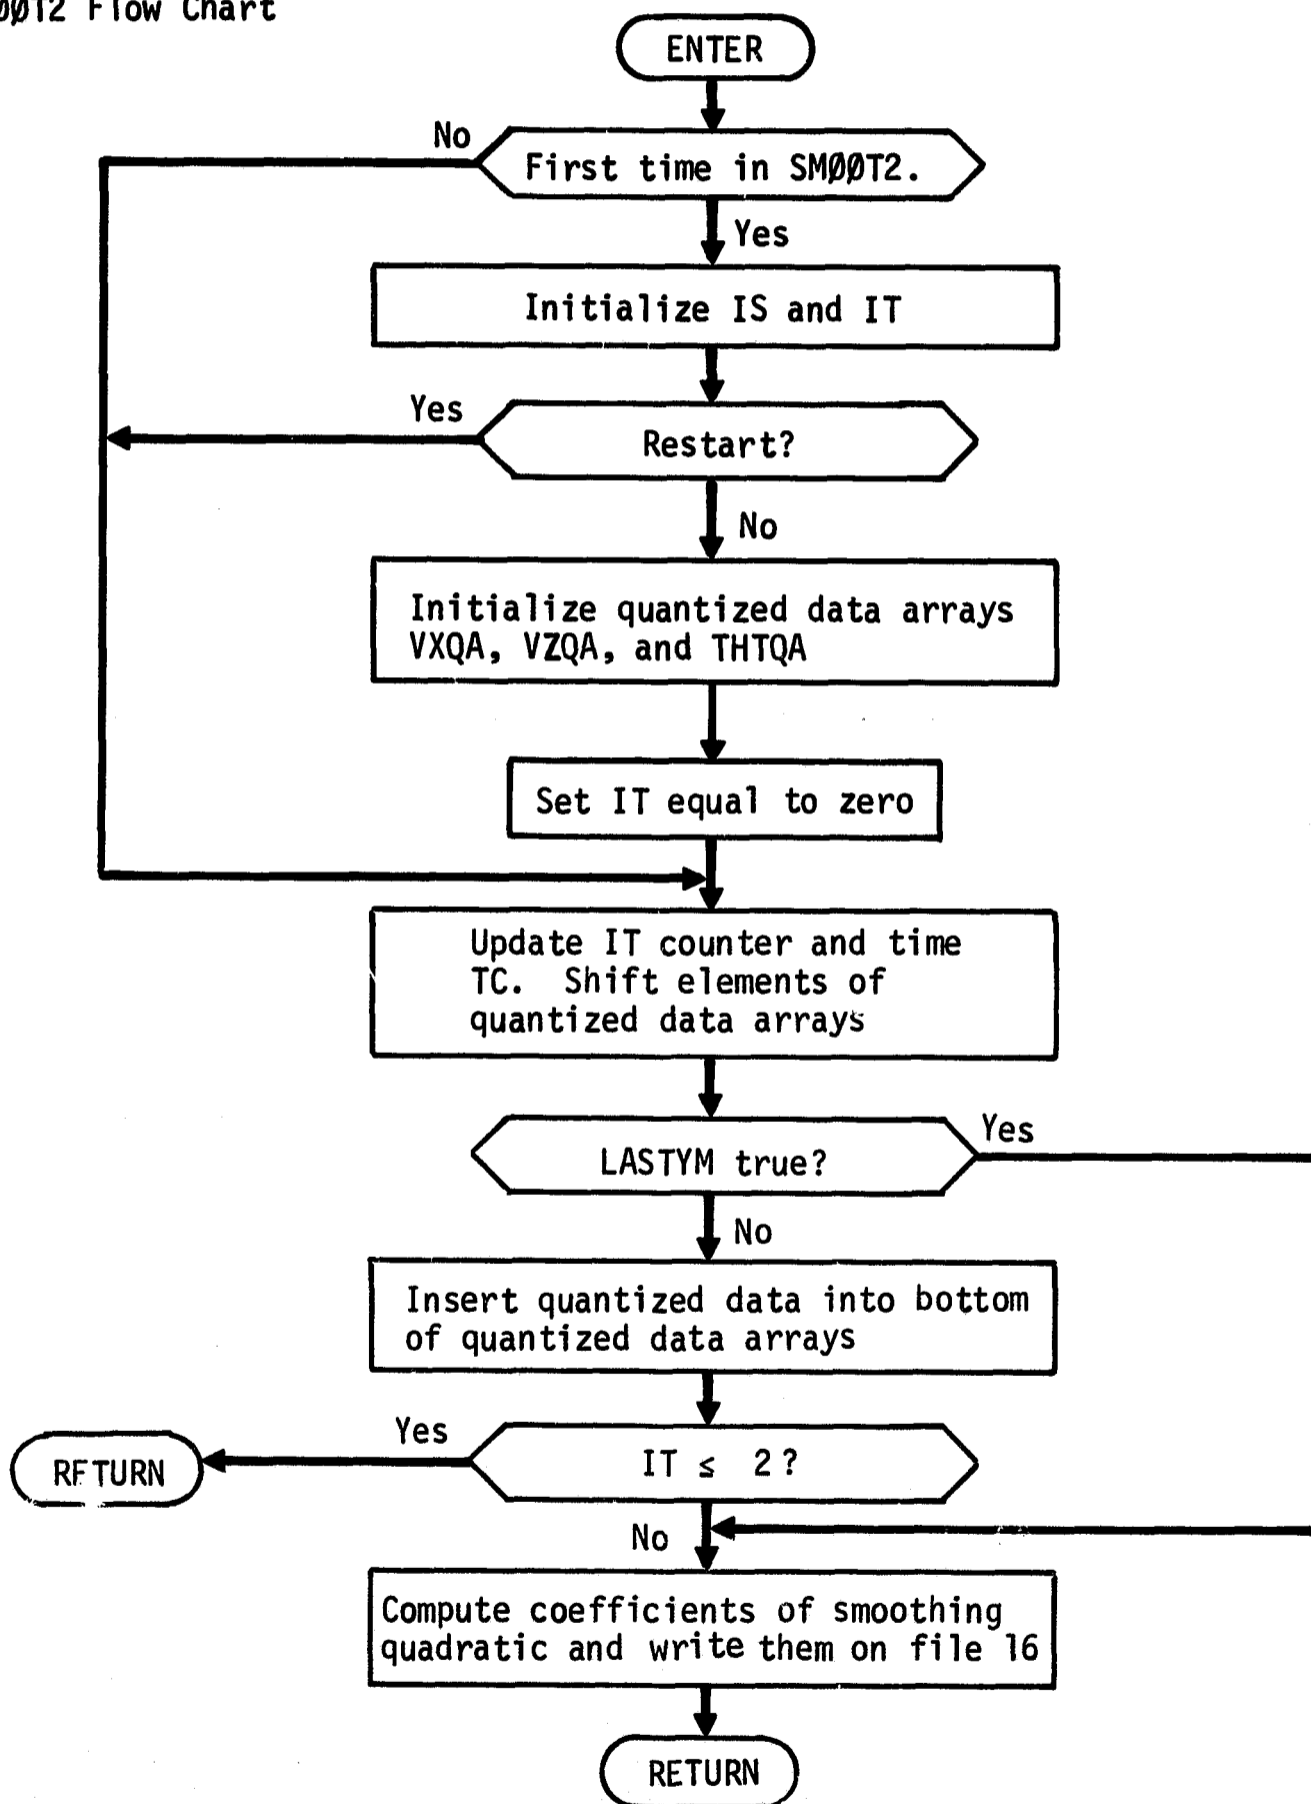 ØØT2 Flow Chart
ENTER
No
First time in SMØØT2.
Yes
Initialize IS and IT
Yes
Restart?
No
Initialize quantized data arrays
VXQA, VZQA, and THTQA
Set IT equal to zero
Update IT counter and time
TC. Shift elements of
quantized data arrays
LASTYM true?
Yes
No
Insert quantized data into bottom
of quantized data arrays
Yes
IT ≤ 2?
RETURN
No
Compute coefficients of smoothing
quadratic and write them on file 16
RETURN